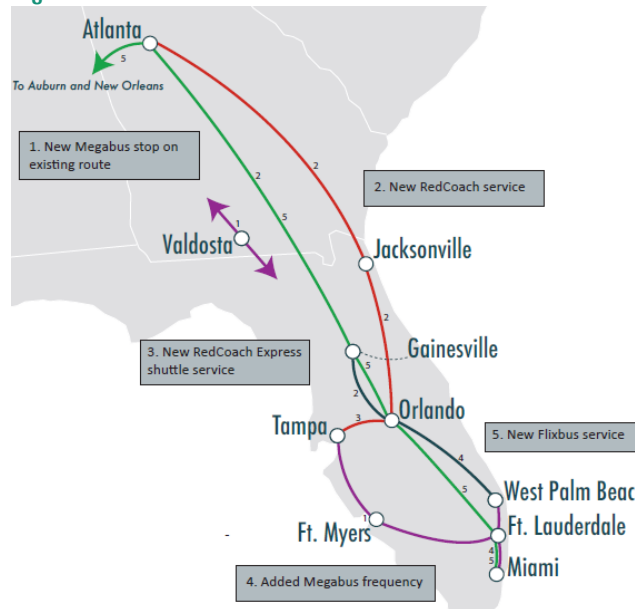 Atlanta
5
To Auburn and New Orleans
1. New Megabus stop on
existing route
2
2
5
2. New RedCoach service
1
Valdosta
Jacksonville
2
3. New RedCoach Express
shuttle service
Gainesville
5
2
Orlando
3
Tampa
5. New Flixbus service
4
5
West Palm Beac
1
Ft. Myers
Ft. Lauderdale
4
5
4. Added Megabus frequency
Miami